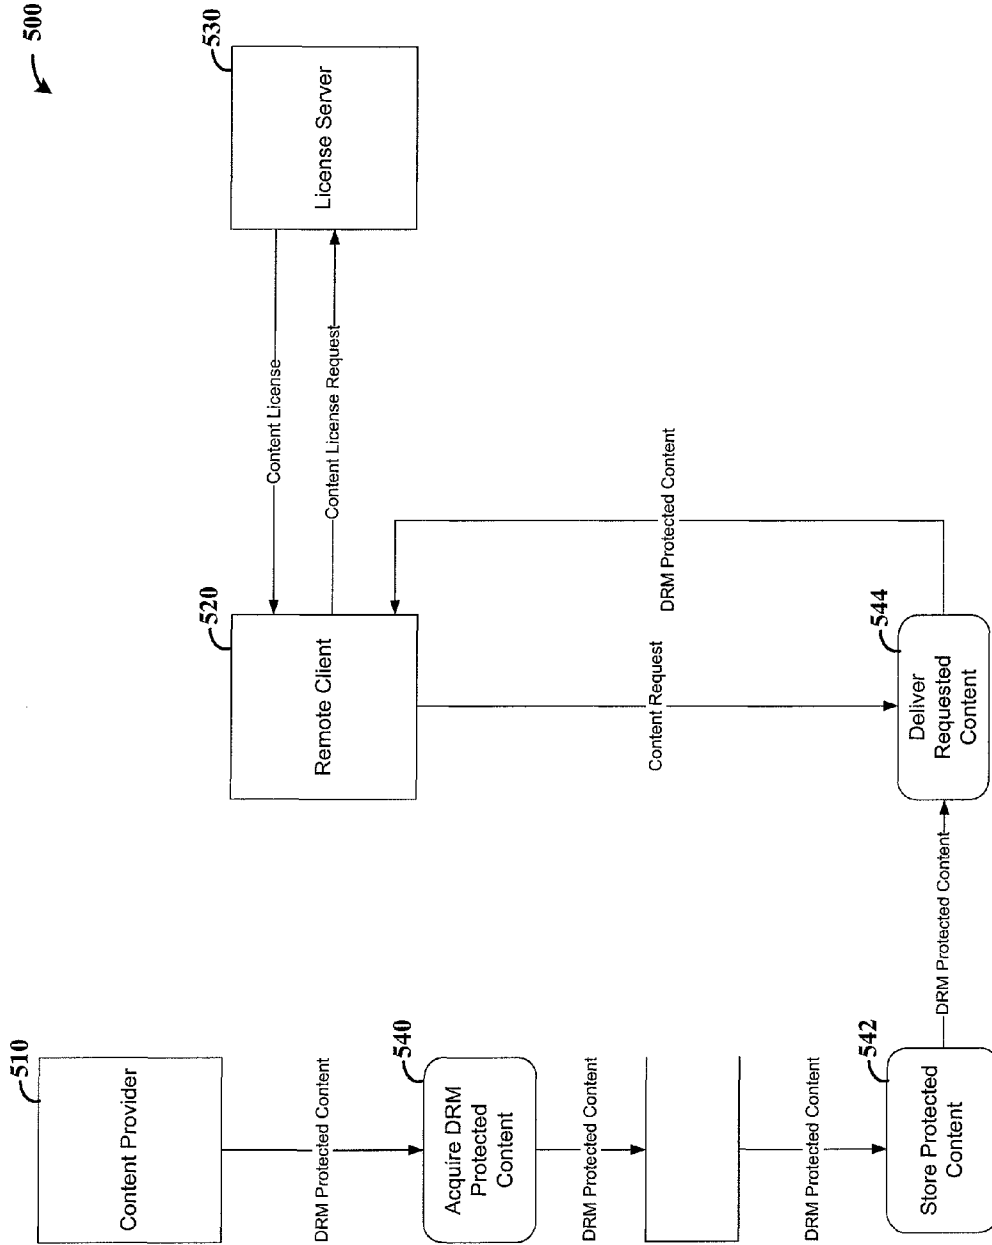 500
510
Content Provider
DRM Protected Content
540
Acquire DRM
Protected
Content
DRM Protected Content
DRM Protected Content
542
Store Protected
Content
DRM Protected Content
520
Remote Client
Content Request
544
Deliver
Requested
Content
DRM Protected Content
530
License Server
Content License
Content License Request